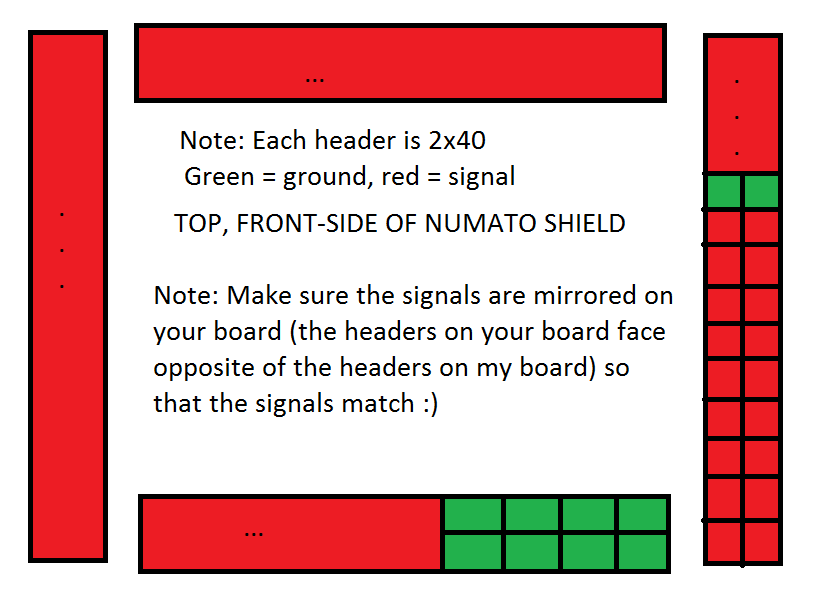 ...
Note: Each header is 2x40
Green = ground, red = signal
TOP, FRONT-SIDE OF NUMATO SHIELD
Note: Make sure the signals are mirrored on
your board (the headers on your board face
opposite of the headers on my board) so
that the signals match :)
...